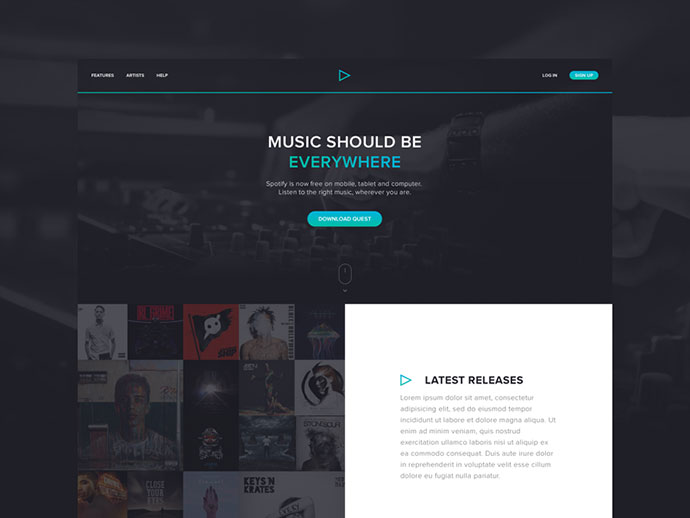 FEATURES ARTISTS HELP LOG IN SIGN UP
MUSIC SHOULD BE
EVERYWHERE
Spotify is now free on mobile, tablet and computer.
Listen to the right music, wherever you are.
DOWNLOAD QUEST
RL GRIME
CLOSE
YOUR
EYES
KEYS N'
KRATES
LATEST RELEASES
Lorem ipsum dolor sit amet, consectetur
adipisicing elit, sed do eiusmod tempor
incididunt ut labore et dolore magna aliqua. Ut
enim ad minim veniam, quis nostrud
exercitation ullamco laboris nisi ut aliquip ex
ea commodo consequat. Duis aute irure dolor
in reprehenderit in voluptate velit esse cillum
dolore eu fugiat nulla pariatur.